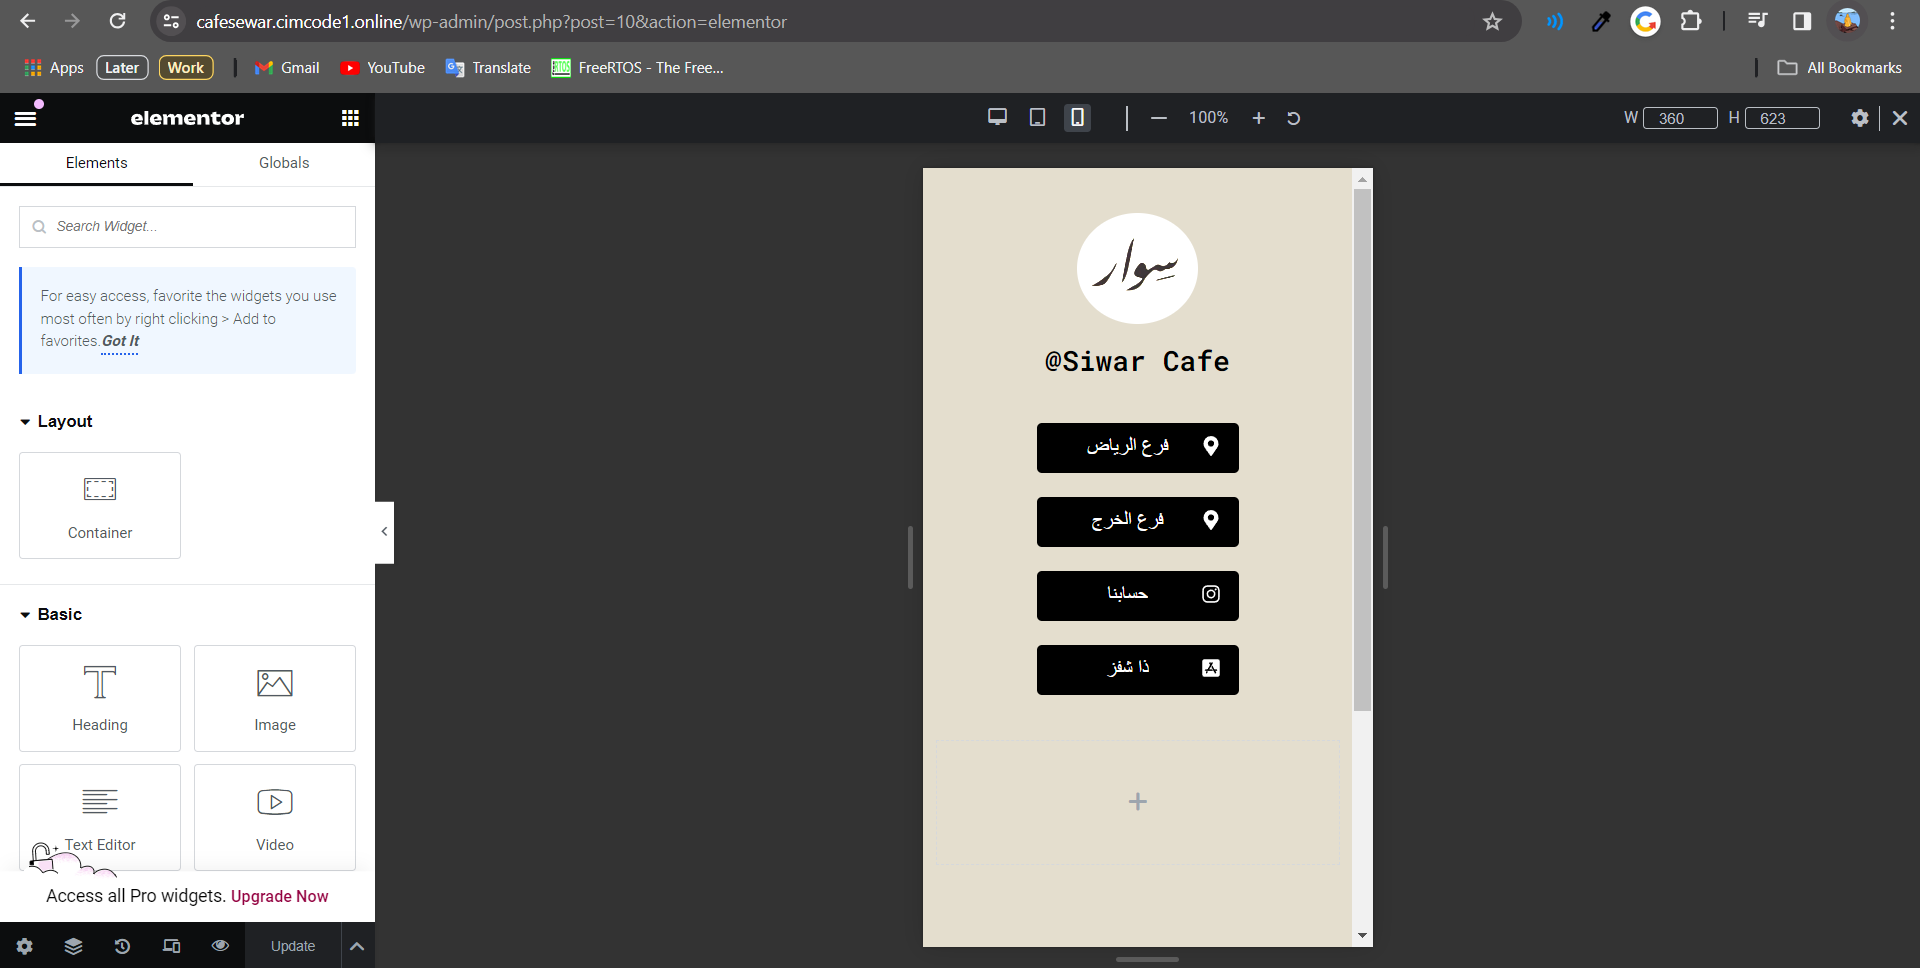 cafesewar.cimcode1.online/wp-admin/post.php?post=10&action=elementor
Apps
Later
Work
Gmail
YouTube
Translate
FreeRTOS - The Free...
All Bookmarks
elementor
100%
W 360
H 623
Elements
Globals
Search Widget...
For easy access, favorite the widgets you use
most often by right clicking > Add to
favorites. Got It
Layout
Container
Basic
Heading
Image
Text Editor
Video
Access all Pro widgets. Upgrade Now
Update
سِوار
@Siwar Cafe
فرع الرياض
فرع الخرج
حسابنا
ذا شفز